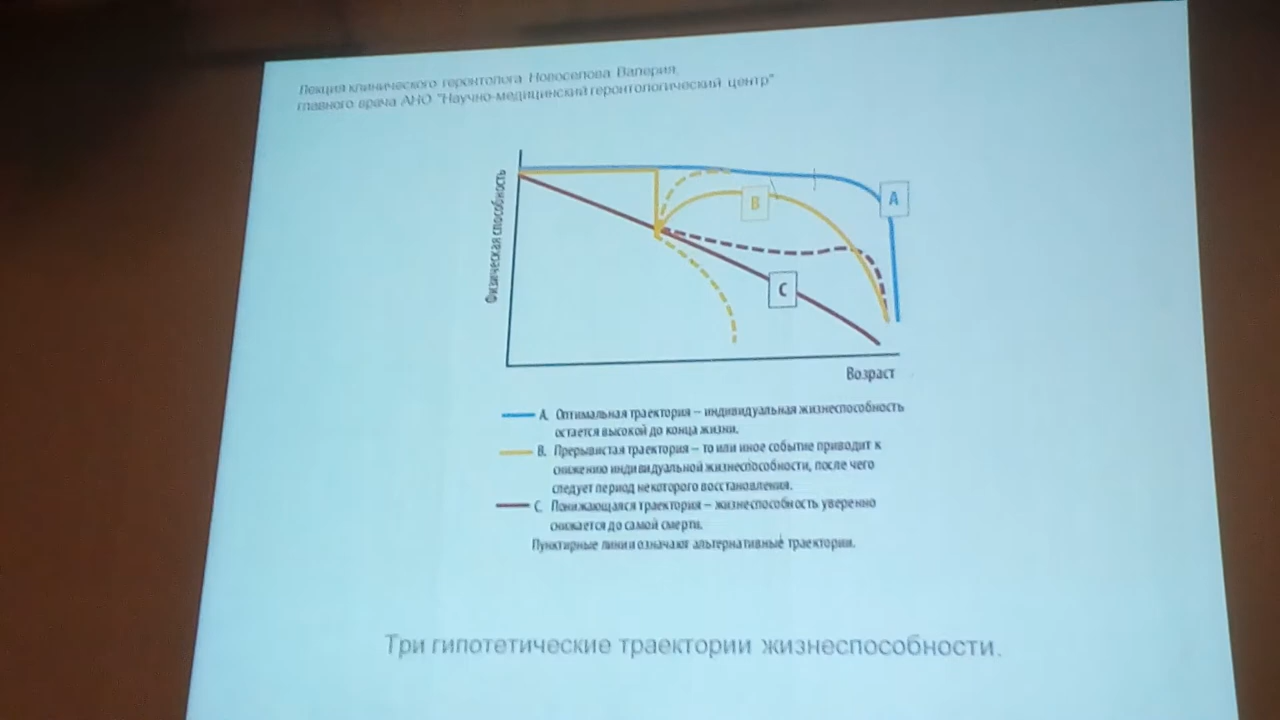 Лекция клинического геронтолога Новоселова Валерия,
главного врача АНО "Научно-медицинский геронтологический центр"
Физическая способность
A
B
C
Возраст
A. Оптимальная траектория – индивидуальная жизнеспособность
остается высокой до конца жизни.
B. Прерывистая траектория – то или иное событие приводит к
снижению индивидуальной жизнеспособности, после чего
следует период некоторого восстановления.
C. Понижающаяся траектория – жизнеспособность уверенно
снижается до самой смерти.
Пунктирные линии означают альтернативные траектории.
Три гипотетические траектории жизнеспособности.